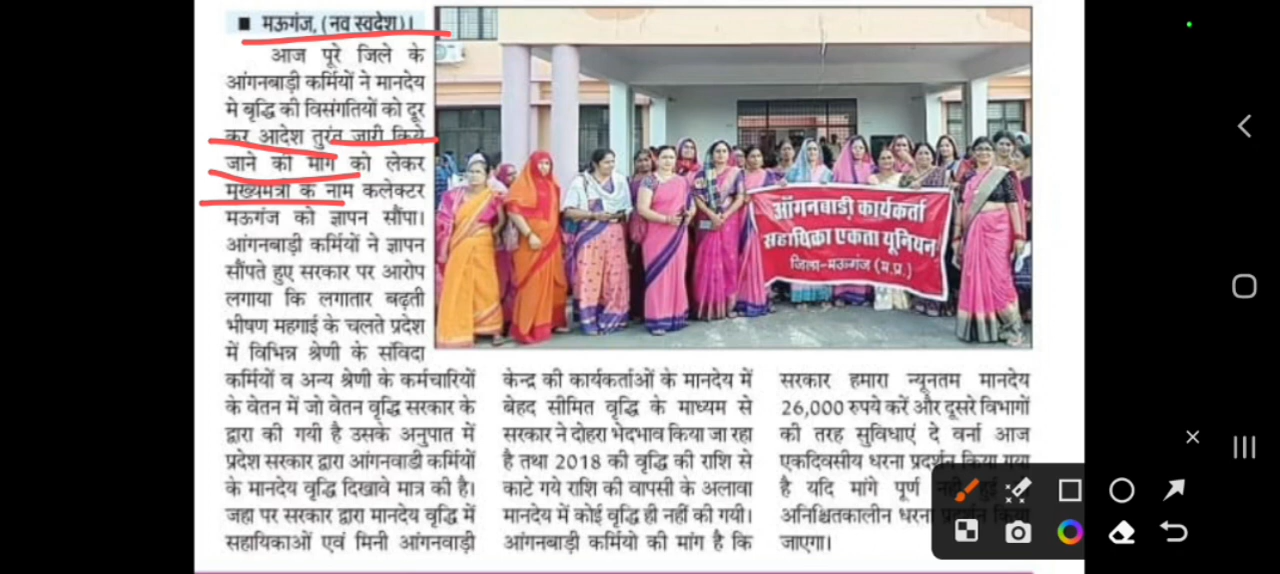 ■ मऊगंज, (नव स्वदेश)।
आज पूरे जिले के
आंगनबाड़ी कर्मियों ने मानदेय
मे बृद्धि की विसंगतियों को दूर
कर आदेश तुरंत जारी किये
जाने की मांग को लेकर
मुख्यमंत्री के नाम कलेक्टर
मऊगंज को ज्ञापन सौंपा।
आंगनबाड़ी कर्मियों ने ज्ञापन
सौंपते हुए सरकार पर आरोप
लगाया कि लगातार बढ़ती
भीषण महगाई के चलते प्रदेश
में विभिन्न श्रेणी के संविदा
कर्मियों व अन्य श्रेणी के कर्मचारियों
के वेतन में जो वेतन वृद्धि सरकार के
द्वारा की गयी है उसके अनुपात में
प्रदेश सरकार द्वारा आंगनवाडी कर्मियों
के मानदेय वृद्धि दिखावे मात्र की है।
जहा पर सरकार द्वारा मानदेय वृद्धि में
सहायिकाओं एवं मिनी आंगनवाड़ी
केन्द्र की कार्यकर्ताओं के मानदेय में
बेहद सीमित वृद्धि के माध्यम से
सरकार ने दोहरा भेदभाव किया जा रहा
है तथा 2018 की वृद्धि की राशि से
काटे गये राशि की वापसी के अलावा
मानदेय में कोई वृद्धि ही नहीं की गयी।
आंगनबाड़ी कर्मियो की मांग है कि
सरकार हमारा न्यूनतम मानदेय
26,000 रुपये करें और दूसरे विभागों
की तरह सुविधाएं दे वर्ना आज
एकदिवसीय धरना प्रदर्शन किया गया
है यदि मांगे पूर्ण नही हुई
अनिश्चितकालीन धरना प्रदर्शन किया
जाएगा।
आँगनबाडी कार्यकर्ता
सहायिका एकता यूनियन
जिला-मऊगंज (म.प्र.)